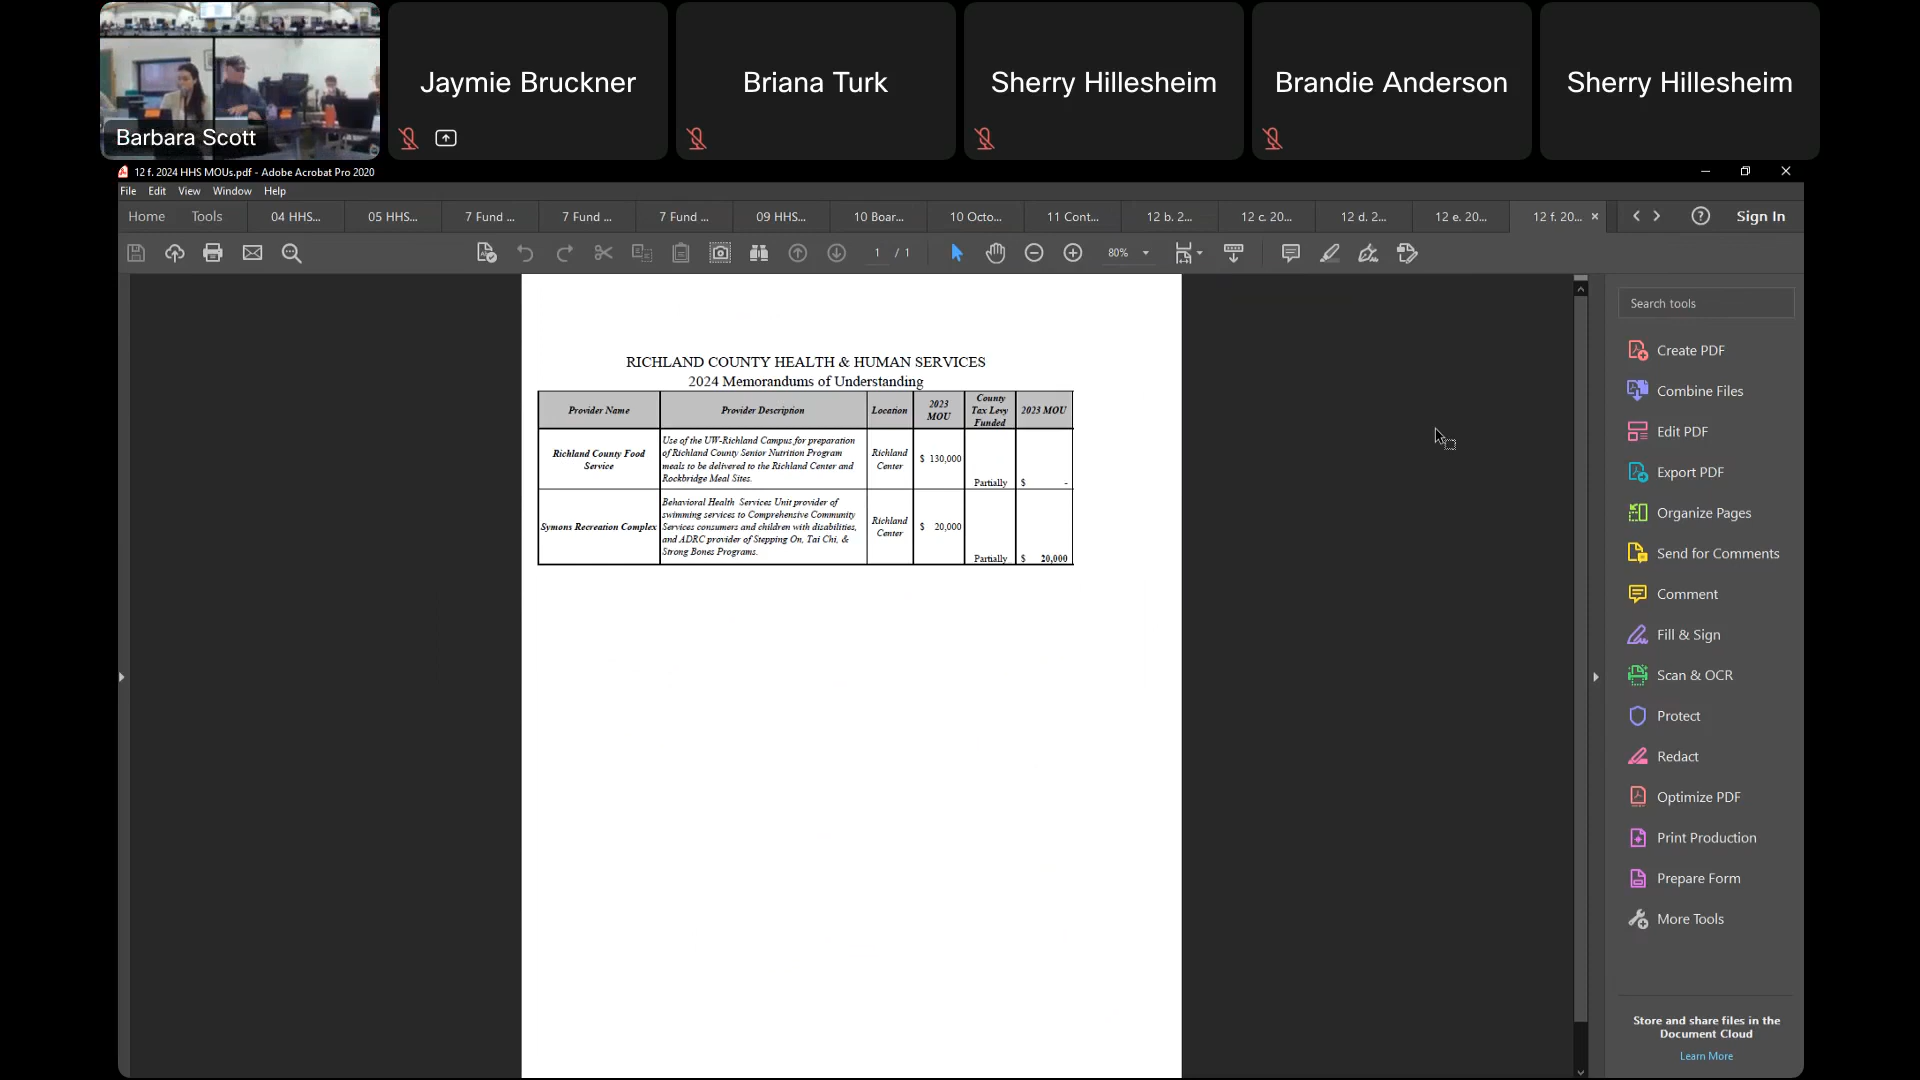 Barbara Scott
Jaymie Bruckner
Briana Turk
Sherry Hillesheim
Brandie Anderson
Sherry Hillesheim
12 f. 2024 HHS MOUs.pdf - Adobe Acrobat Pro 2020
File Edit View Window Help
Home Tools 04 HHS... 05 HHS... 7 Fund ... 7 Fund ... 7 Fund ... 09 HHS... 10 Boar... 10 Octo... 11 Cont... 12 b. 2... 12 c. 20... 12 d. 2... 12 e. 20... 12 f. 20... × Sign In
1 / 1 80%
RICHLAND COUNTY HEALTH & HUMAN SERVICES
2024 Memorandums of Understanding
Provider Name
Provider Description
Location
2023
MOU
County
Tax Levy
Funded
2023 MOU
Richland County Food
Service
Use of the UW-Richland Campus for preparation
of Richland County Senior Nutrition Program
meals to be delivered to the Richland Center and
Rockbridge Meal Sites.
Richland
Center
$ 130,000
Partially
$ -
Symons Recreation Complex
Behavioral Health Services Unit provider of
swimming services to Comprehensive Community
Services consumers and children with disabilities,
and ADRC provider of Stepping On, Tai Chi, &
Strong Bones Programs.
Richland
Center
$ 20,000
Partially
$ 20,000
Search tools
Create PDF
Combine Files
Edit PDF
Export PDF
Organize Pages
Send for Comments
Comment
Fill & Sign
Scan & OCR
Protect
Redact
Optimize PDF
Print Production
Prepare Form
More Tools
Store and share files in the
Document Cloud
Learn More